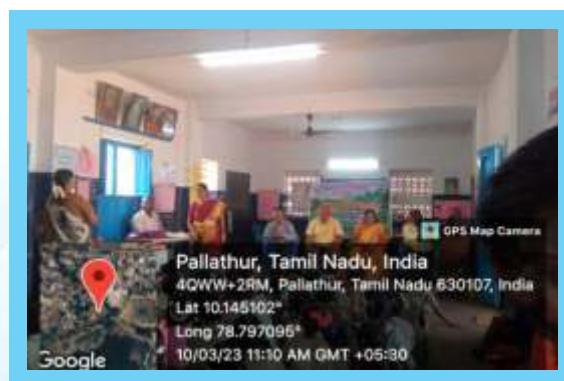 GPS Map Camera
Pallathur, Tamil Nadu, India
4QWW+2RM, Pallathur, Tamil Nadu 630107, India
Lat 10.145102°
Long 78.797095°
10/03/23 11:10 AM GMT +05:30
Google